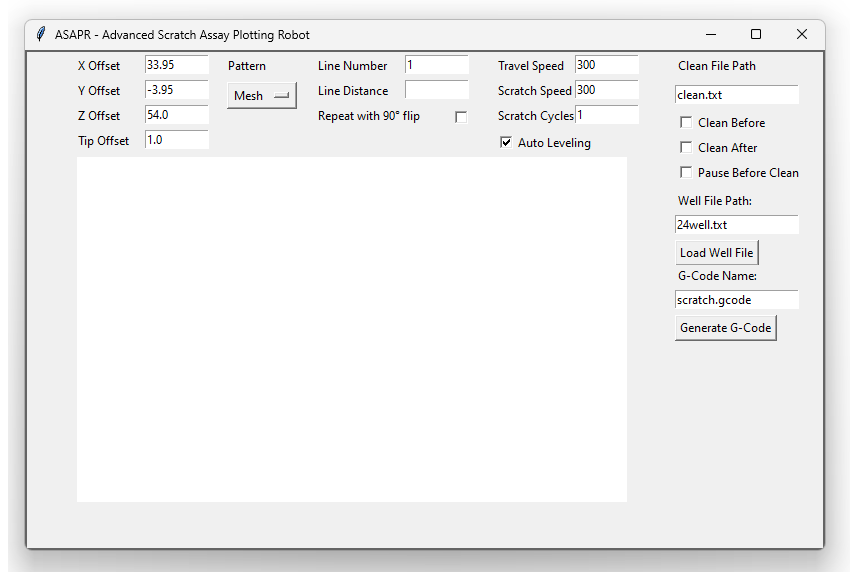 ASAPR - Advanced Scratch Assay Plotting Robot
X Offset 33.95 Pattern Line Number 1 Travel Speed 300 Clean File Path
Y Offset -3.95 Mesh Line Distance Scratch Speed 300 clean.txt
Z Offset 54.0 Repeat with 90° flip Scratch Cycles 1 Clean Before
Tip Offset 1.0 Auto Leveling Clean After
Pause Before Clean
Well File Path:
24well.txt
Load Well File
G-Code Name:
scratch.gcode
Generate G-Code